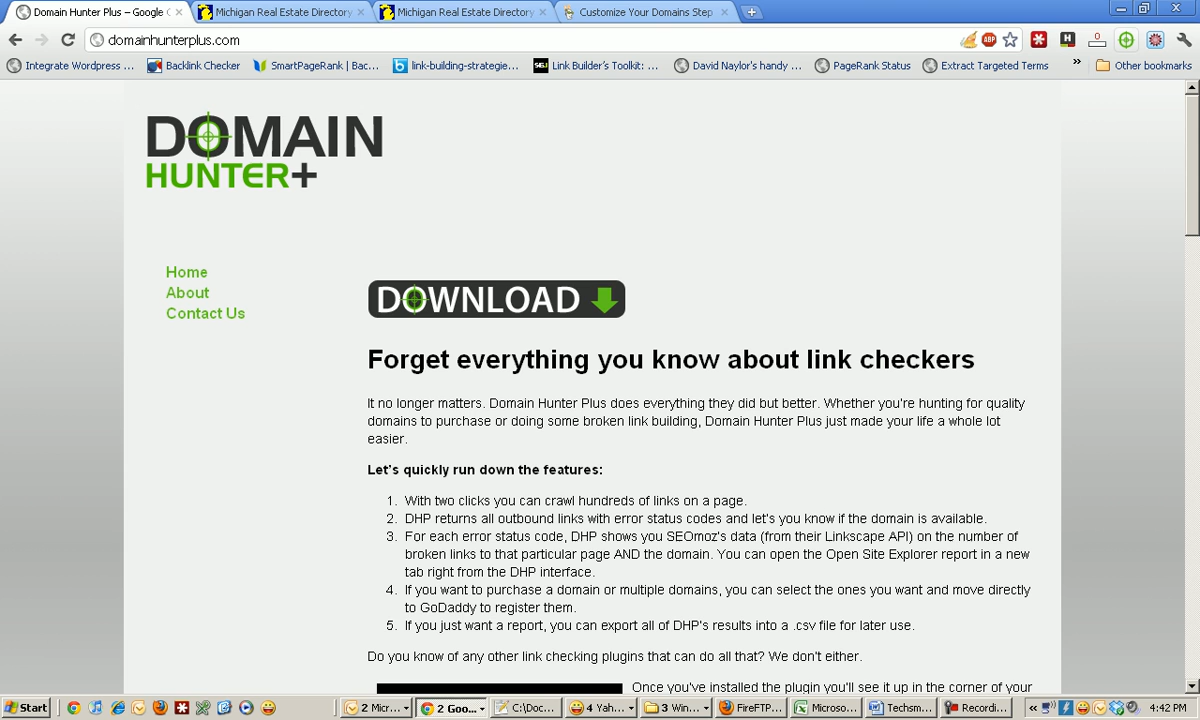 Domain Hunter Plus – Google C
Michigan Real Estate Directory
Michigan Real Estate Directory
Customize Your Domains Step
domainhunterplus.com
ABP
H
0
Integrate Wordpress ...
Backlink Checker
SmartPageRank | Bac...
link-building-strategie...
Link Builder's Toolkit: ...
David Naylor's handy ...
PageRank Status
Extract Targeted Terms
»
Other bookmarks
DOMAIN
HUNTER+
Home
About
Contact Us
DOWNLOAD
Forget everything you know about link checkers
It no longer matters. Domain Hunter Plus does everything they did but better. Whether you're hunting for quality
domains to purchase or doing some broken link building, Domain Hunter Plus just made your life a whole lot
easier.
Let's quickly run down the features:
1. With two clicks you can crawl hundreds of links on a page.
2. DHP returns all outbound links with error status codes and let's you know if the domain is available.
3. For each error status code, DHP shows you SEOmoz's data (from their Linkscape API) on the number of
broken links to that particular page AND the domain. You can open the Open Site Explorer report in a new
tab right from the DHP interface.
4. If you want to purchase a domain or multiple domains, you can select the ones you want and move directly
to GoDaddy to register them.
5. If you just want a report, you can export all of DHP's results into a .csv file for later use.
Do you know of any other link checking plugins that can do all that? We don't either.
Once you've installed the plugin you'll see it up in the corner of your
Start
2 Micr...
2 Goo...
C:\Doc...
4 Yah...
3 Win...
FireFTP...
Microso...
Techsm...
Recordi...
«
4:42 PM